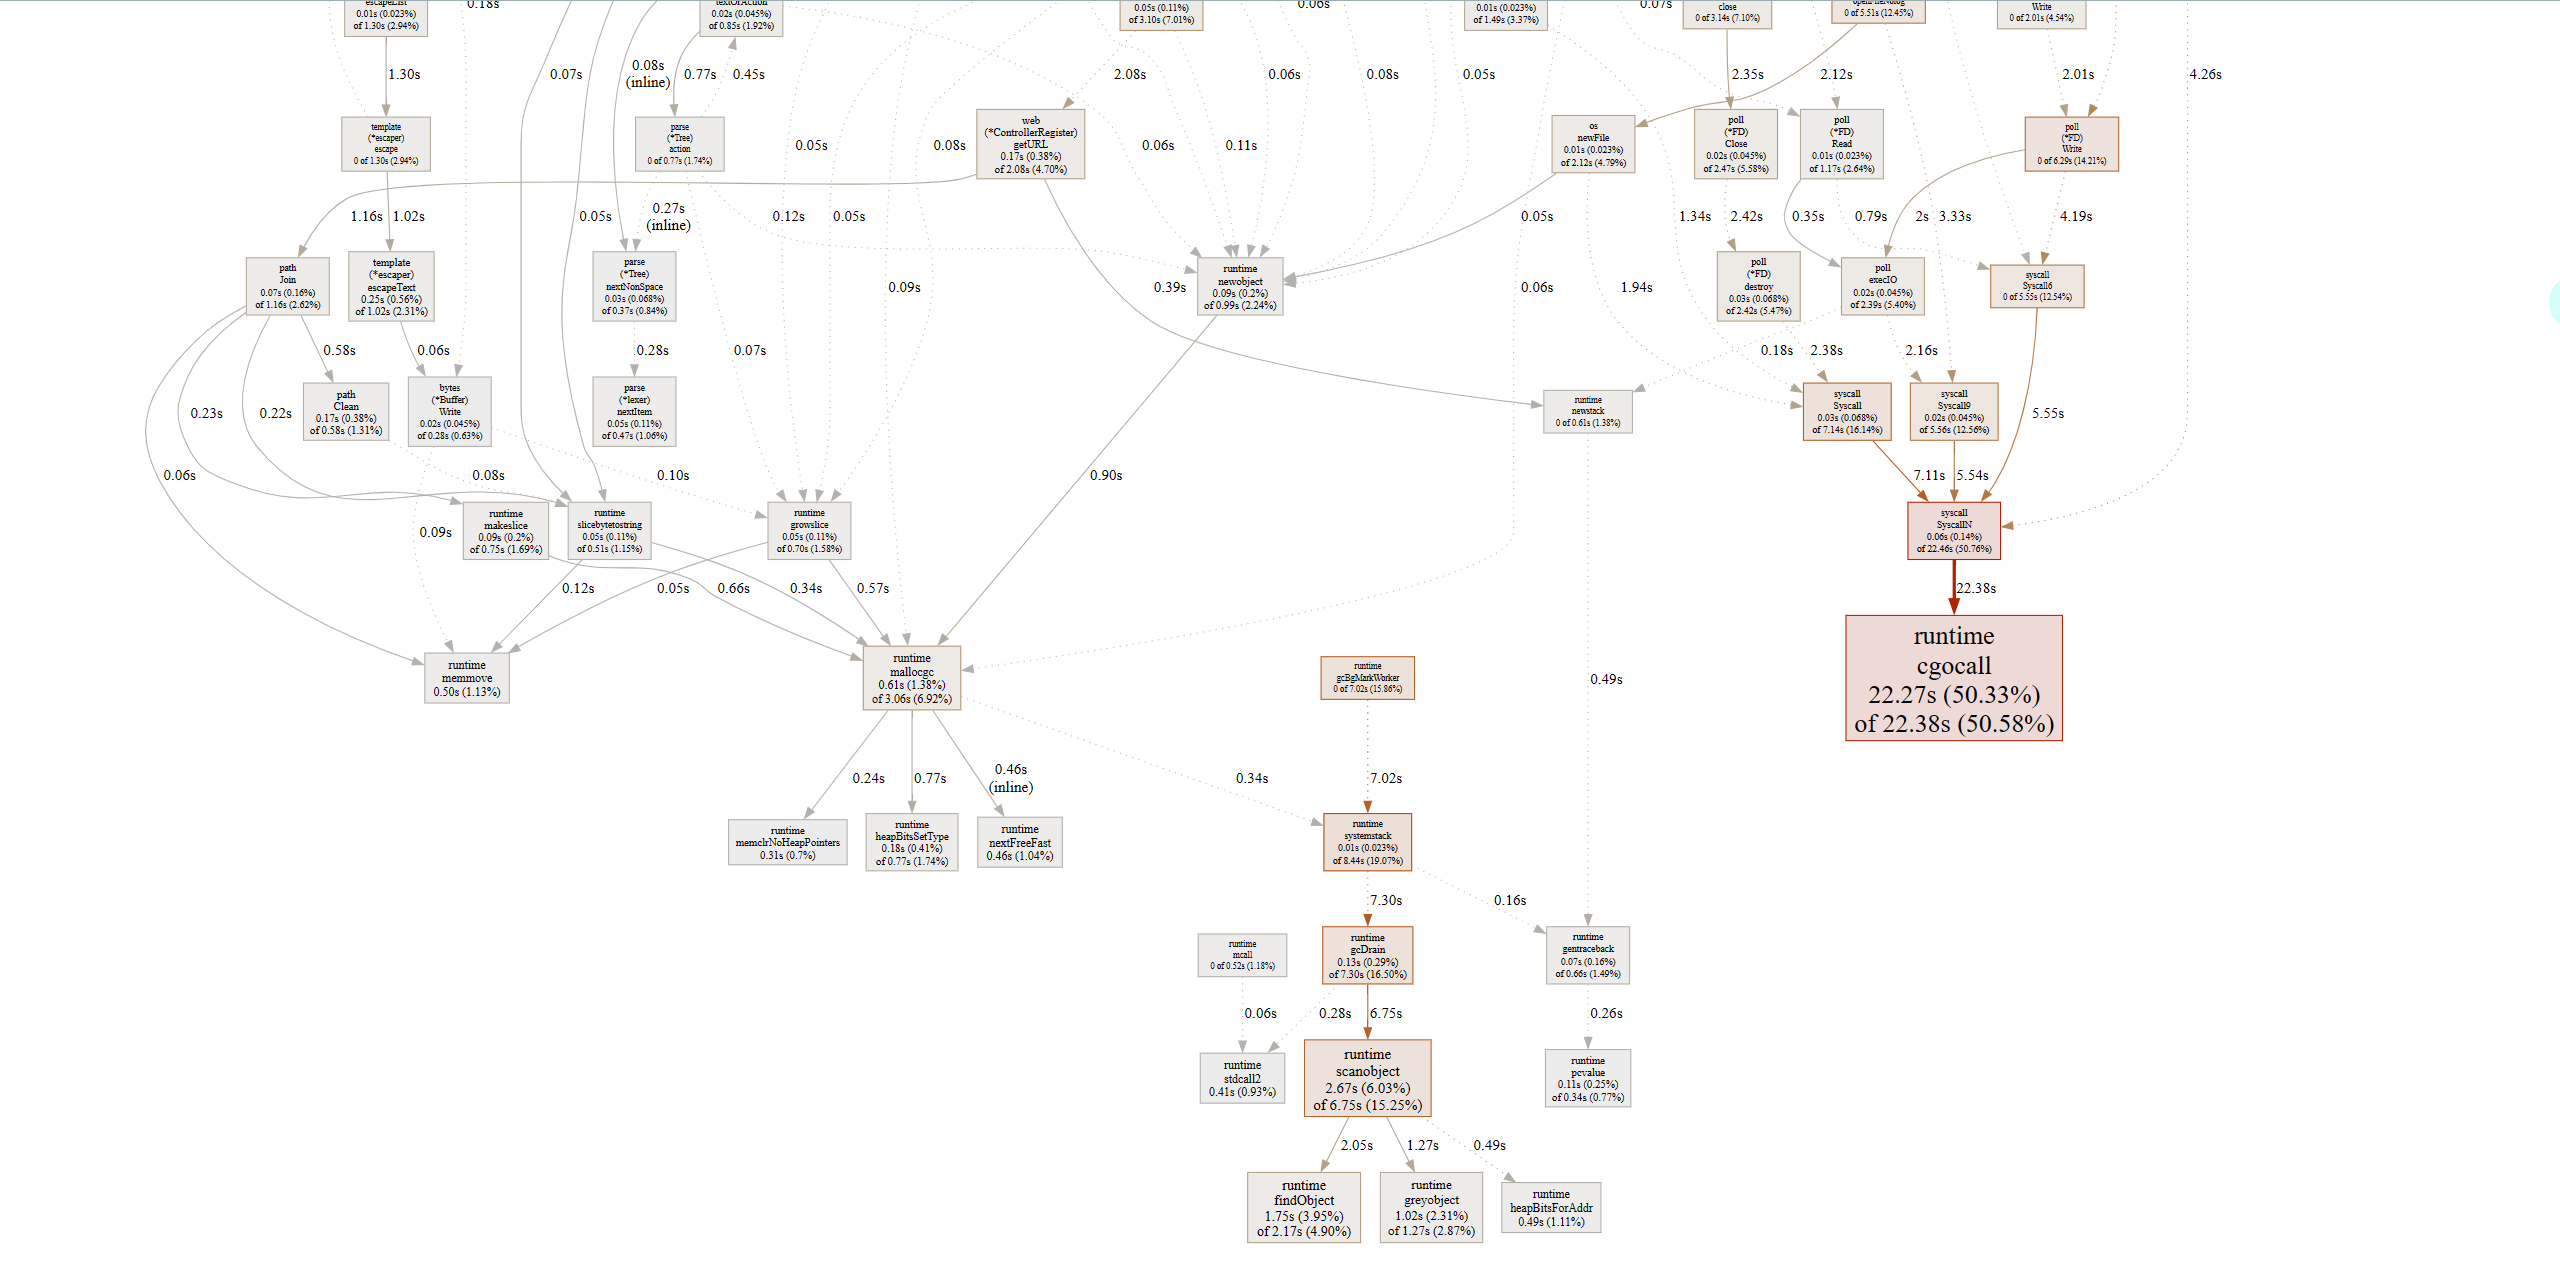 escapeList
0.01s (0.023%)
of 1.30s (2.94%)
0.18s
textOrAction
0.02s (0.045%)
of 0.85s (1.92%)
0.05s (0.11%)
of 3.10s (7.01%)
0.06s
0.01s (0.023%)
of 1.49s (3.37%)
0.07s
close
0 of 3.14s (7.10%)
openFileNolog
0 of 5.51s (12.45%)
Write
0 of 2.01s (4.54%)
1.30s
0.07s
0.08s
(inline)
0.77s
0.45s
2.08s
0.06s
0.08s
0.05s
2.35s
2.12s
2.01s
4.26s
template
(*escaper)
escape
0 of 1.30s (2.94%)
parse
(*Tree)
action
0 of 0.77s (1.74%)
0.05s
0.08s
web
(*ControllerRegister)
getURL
0.17s (0.38%)
of 2.08s (4.70%)
0.06s
0.11s
os
newFile
0.01s (0.023%)
of 2.12s (4.79%)
poll
(*FD)
Close
0.02s (0.045%)
of 2.47s (5.58%)
poll
(*FD)
Read
0.01s (0.023%)
of 1.17s (2.64%)
poll
(*FD)
Write
0 of 6.29s (14.21%)
1.16s
1.02s
0.05s
0.27s
(inline)
0.12s
0.05s
0.05s
1.34s
2.42s
0.35s
0.79s
2s
3.33s
4.19s
path
Join
0.07s (0.16%)
of 1.16s (2.62%)
template
(*escaper)
escapeText
0.25s (0.56%)
of 1.02s (2.31%)
parse
(*Tree)
nextNonSpace
0.03s (0.068%)
of 0.37s (0.84%)
0.09s
0.39s
runtime
newobject
0.09s (0.2%)
of 0.99s (2.24%)
0.06s
1.94s
poll
(*FD)
destroy
0.03s (0.068%)
of 2.42s (5.47%)
poll
execIO
0.02s (0.045%)
of 2.39s (5.40%)
syscall
Syscall6
0 of 5.55s (12.54%)
0.58s
0.06s
0.28s
0.07s
0.18s
2.38s
2.16s
0.23s
0.22s
path
Clean
0.17s (0.38%)
of 0.58s (1.31%)
bytes
(*Buffer)
Write
0.02s (0.045%)
of 0.28s (0.63%)
parse
(*lexer)
nextItem
0.05s (0.11%)
of 0.47s (1.06%)
runtime
newstack
0 of 0.61s (1.38%)
syscall
Syscall
0.03s (0.068%)
of 7.14s (16.14%)
syscall
Syscall9
0.02s (0.045%)
of 5.56s (12.56%)
5.55s
0.06s
0.08s
0.10s
0.90s
7.11s
5.54s
0.09s
runtime
makeslice
0.09s (0.2%)
of 0.75s (1.69%)
runtime
slicebytetostring
0.05s (0.11%)
of 0.51s (1.15%)
runtime
growslice
0.05s (0.11%)
of 0.70s (1.58%)
syscall
SyscallN
0.06s (0.14%)
of 22.46s (50.76%)
0.12s
0.05s
0.66s
0.34s
0.57s
22.38s
runtime
memmove
0.50s (1.13%)
runtime
mallocgc
0.61s (1.38%)
of 3.06s (6.92%)
runtime
gcBgMarkWorker
0 of 7.02s (15.86%)
0.49s
runtime
cgocall
22.27s (50.33%)
of 22.38s (50.58%)
0.24s
0.77s
0.46s
(inline)
0.34s
7.02s
runtime
memclrNoHeapPointers
0.31s (0.7%)
runtime
heapBitsSetType
0.18s (0.41%)
of 0.77s (1.74%)
runtime
nextFreeFast
0.46s (1.04%)
runtime
systemstack
0.01s (0.023%)
of 8.44s (19.07%)
7.30s
0.16s
runtime
mcall
0 of 0.52s (1.18%)
runtime
gcDrain
0.13s (0.29%)
of 7.30s (16.50%)
runtime
gentraceback
0.07s (0.16%)
of 0.66s (1.49%)
0.06s
0.28s
6.75s
0.26s
runtime
stdcall2
0.41s (0.93%)
runtime
scanobject
2.67s (6.03%)
of 6.75s (15.25%)
runtime
pcvalue
0.11s (0.25%)
of 0.34s (0.77%)
2.05s
1.27s
0.49s
runtime
findObject
1.75s (3.95%)
of 2.17s (4.90%)
runtime
greyobject
1.02s (2.31%)
of 1.27s (2.87%)
runtime
heapBitsForAddr
0.49s (1.11%)